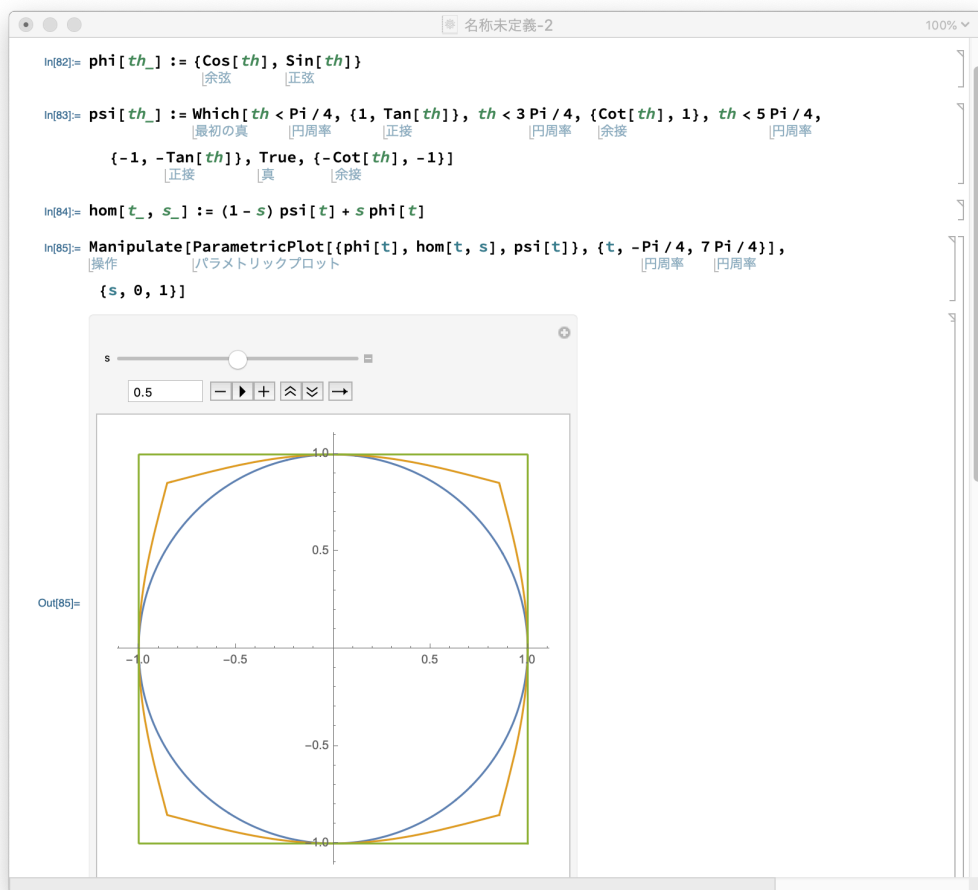 名称未定義-2
100%
In[82]:= phi[th_] := {Cos[th], Sin[th]}
余弦 正弦
In[83]:= psi[th_] := Which[th < Pi / 4, {1, Tan[th]}, th < 3 Pi / 4, {Cot[th], 1}, th < 5 Pi / 4,
最初の真 円周率 正接 円周率 余接 円周率
{-1, -Tan[th]}, True, {-Cot[th], -1}]
正接 真 余接
In[84]:= hom[t_, s_] := (1 - s) psi[t] + s phi[t]
In[85]:= Manipulate[ParametricPlot[{phi[t], hom[t, s], psi[t]}, {t, -Pi / 4, 7 Pi / 4}],
操作 パラメトリックプロット 円周率 円周率
{s, 0, 1}]
s
0.5
1.0
0.5
Out[85]=
-1.0 -0.5 0.5 1.0
-0.5
-1.0